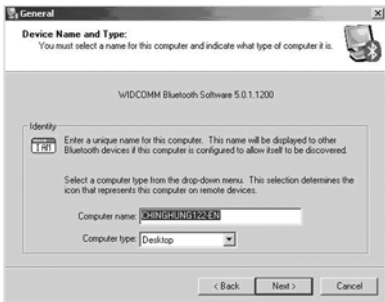 General
Device Name and Type:
You must select a name for this computer and indicate what type of computer it is.
WIDCOMM Bluetooth Software 5.0.1.1200
Identity
Enter a unique name for this computer. This name will be displayed to other
Bluetooth devices if this computer is configured to allow itself to be discovered.
I AM
Select a computer type from the drop-down menu. This selection determines the
icon that represents this computer on remote devices.
Computer name: CHINGHUNG122-EN
Computer type: Desktop
< Back Next > Cancel